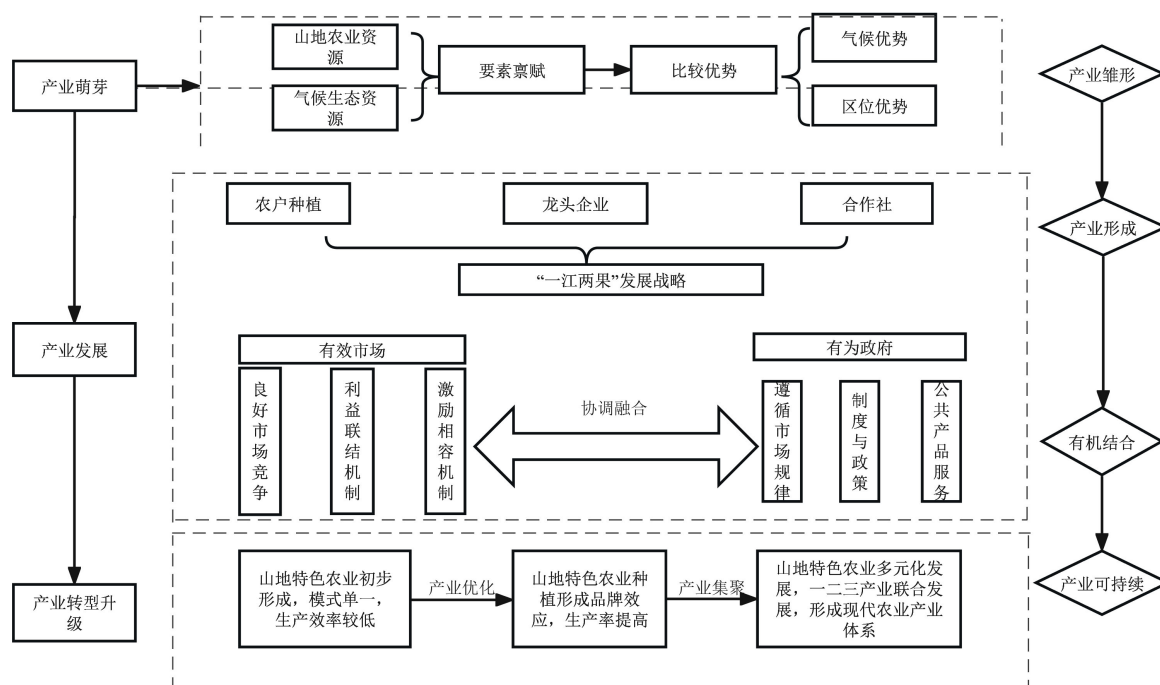 山地农业资
源
气候优势
产业萌芽
要素禀赋
比较优势
产业雏形
气候生态资
源
区位优势
农户种植
龙头企业
合作社
产业形成
“一江两果”发展战略
产业发展
有效市场
有为政府
良好市场竞争
利益联结机制
激励相容机制
协调融合
遵循市场规律
制度与政策
公共产品服务
有机结合
产业转型升
级
山地特色农业初步
形成，模式单一，
生产效率较低
产业优化
山地特色农业种
植形成品牌效
应，生产率提高
产业集聚
山地特色农业多元化发
展，一二三产业联合发
展，形成现代农业产业
体系
产业可持续